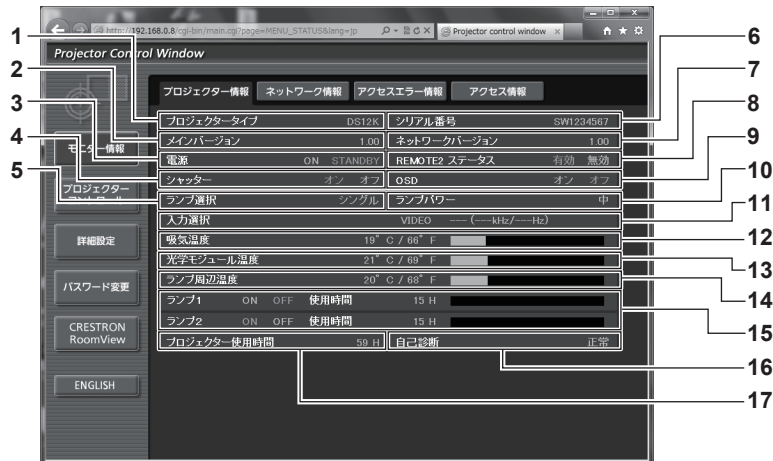 http://192.168.0.8/cgi-bin/main.cgi?page=MENU_STATUS&lang=jp
Projector control window
Projector Control Window
プロジェクター情報 ネットワーク情報 アクセスエラー情報 アクセス情報
モニター情報
プロジェクター
コントロール
詳細設定
パスワード変更
CRESTRON
RoomView
ENGLISH
プロジェクタータイプ DS12K シリアル番号 SW1234567
メインバージョン 1.00 ネットワークバージョン 1.00
電源 ON STANDBY REMOTE2 ステータス 有効 無効
シャッター オン オフ OSD オン オフ
ランプ選択 シングル ランプパワー 中
入力選択 VIDEO --- (---kHz/---Hz)
吸気温度 19° C / 66° F
光学モジュール温度 21° C / 69° F
ランプ周辺温度 20° C / 68° F
ランプ1 ON OFF 使用時間 15 H
ランプ2 ON OFF 使用時間 15 H
プロジェクター使用時間 59 H 自己診断 正常
1
2
3
4
5
6
7
8
9
10
11
12
13
14
15
16
17